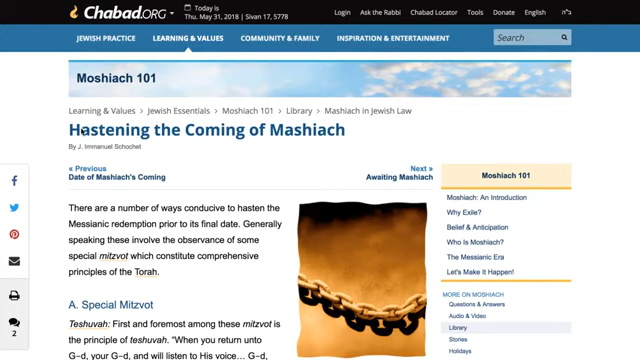 Chabad.ORG
Today is
Thu. May 31, 2018 | Sivan 17, 5778
Login
Ask the Rabbi
Chabad Locator
Tools
Donate
English
ב"ה
JEWISH PRACTICE
LEARNING & VALUES
COMMUNITY & FAMILY
INSPIRATION & ENTERTAINMENT
Search
Moshiach 101
Learning & Values > Jewish Essentials > Moshiach 101 > Library > Mashiach in Jewish Law
Hastening the Coming of Mashiach
By J. Immanuel Schochet
« Previous
Date of Mashiach's Coming
Next »
Awaiting Mashiach
There are a number of ways conducive to hasten the
Messianic redemption prior to its final date. Generally
speaking these involve the observance of some
special mitzvot which constitute comprehensive
principles of the Torah.
A. Special Mitzvot
Teshuvah: First and foremost among these mitzvot is
the principle of teshuvah. “When you return unto
G-d, your G-d, and will listen to His voice... G-d,
2
Moshiach 101
Moshiach: An Introduction
Why Exile?
Belief & Anticipation
Who Is Moshiach?
The Messianic Era
Let's Make It Happen!
MORE ON MOSHIACH
Questions & Answers
Audio & Video
Library
Stories
Holidays